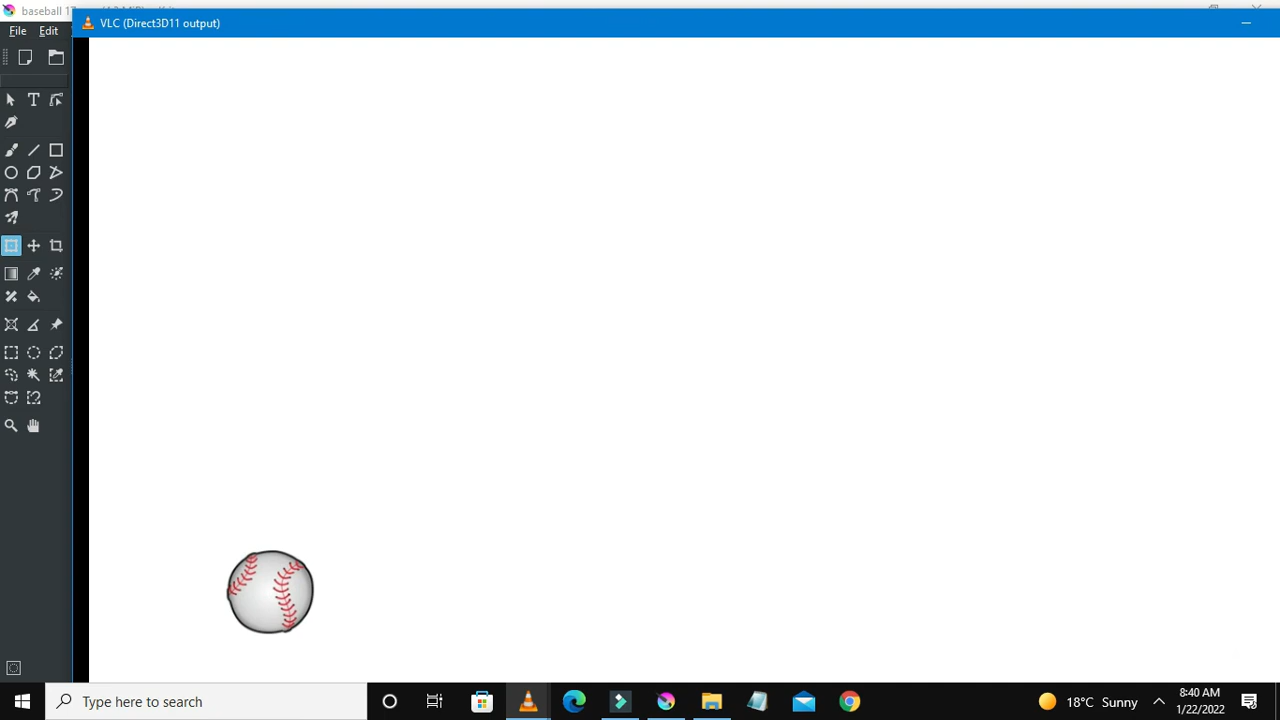 baseball
VLC (Direct3D11 output)
File Edit
Type here to search
18°C Sunny
8:40 AM
1/22/2022